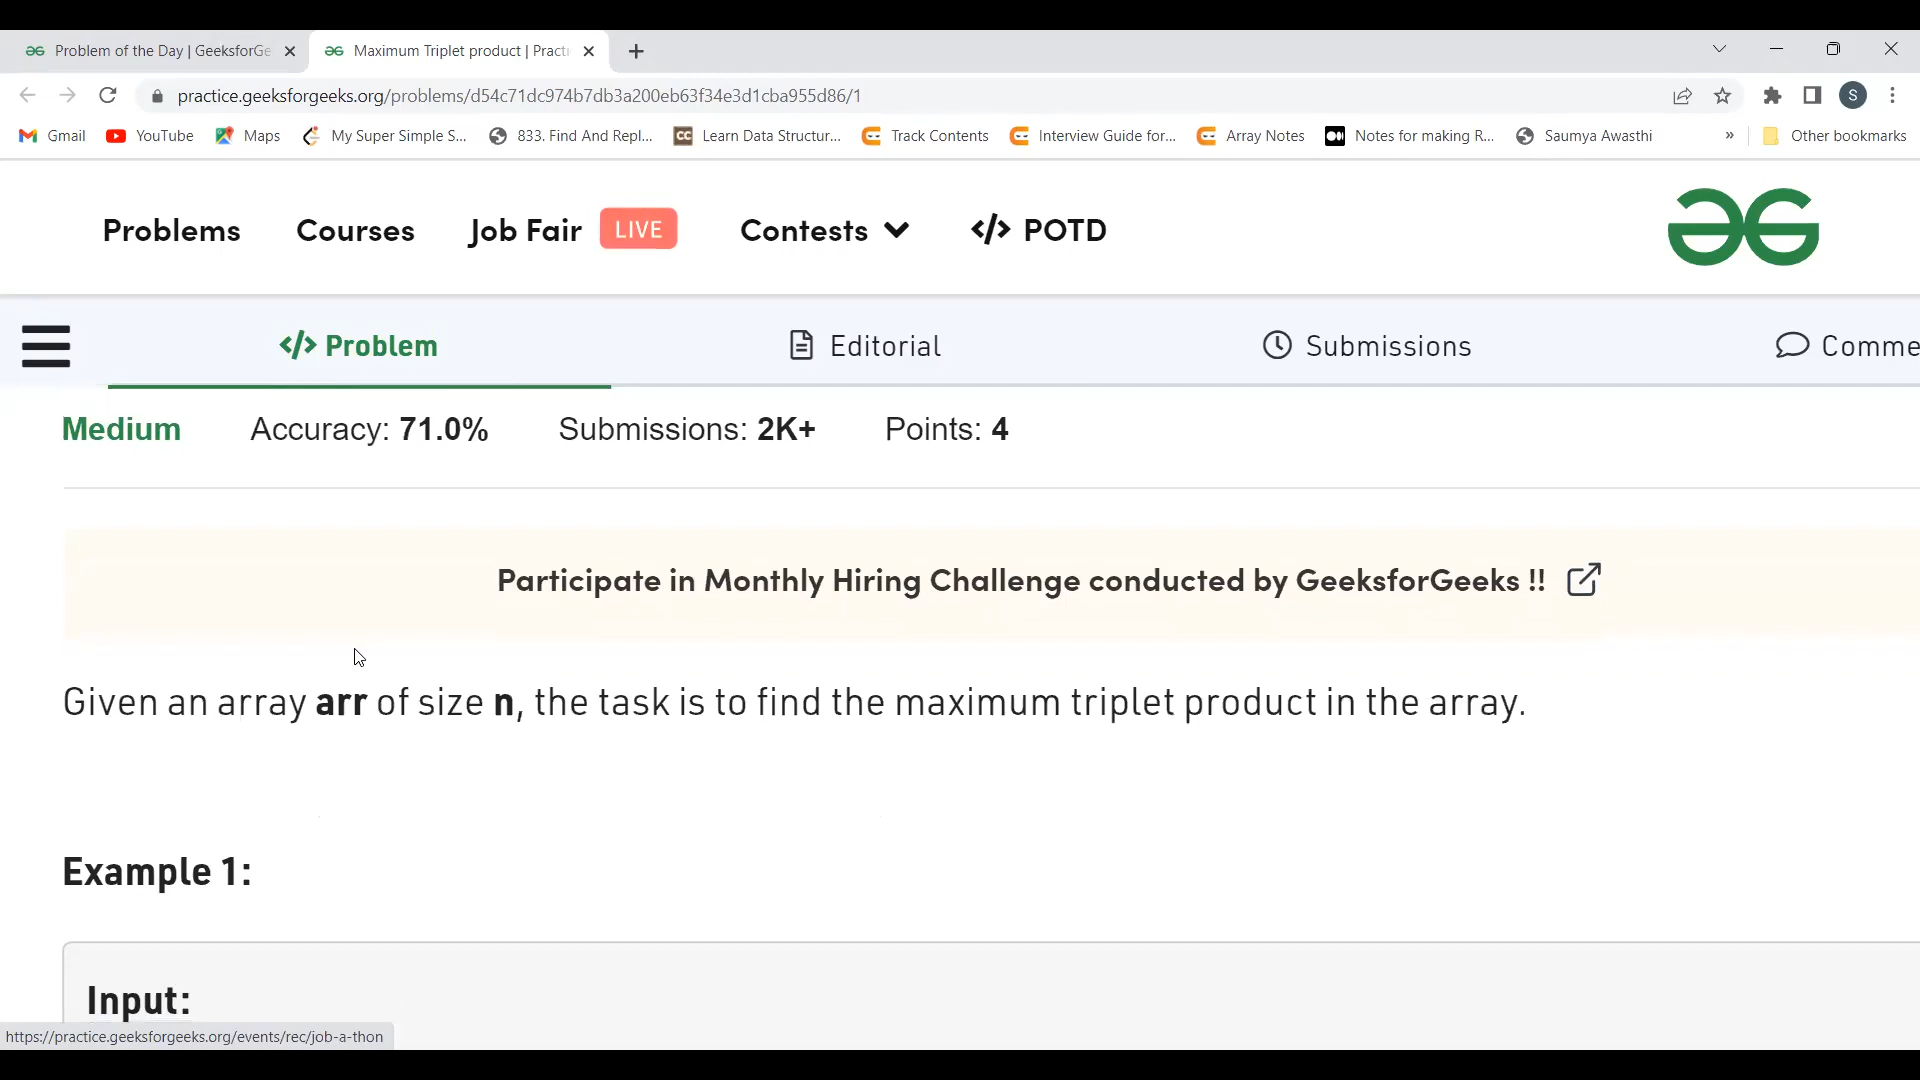 Problem of the Day | GeeksforGe
Maximum Triplet product | Practi
practice.geeksforgeeks.org/problems/d54c71dc974b7db3a200eb63f34e3d1cba955d86/1
S
Gmail YouTube Maps My Super Simple S... 833. Find And Repl... Learn Data Structur... Track Contents Interview Guide for... Array Notes Notes for making R... Saumya Awasthi » Other bookmarks
Problems Courses Job Fair LIVE Contests </> POTD
</> Problem Editorial Submissions Comme
Medium Accuracy: 71.0% Submissions: 2K+ Points: 4
Participate in Monthly Hiring Challenge conducted by GeeksforGeeks !!
Given an array arr of size n, the task is to find the maximum triplet product in the array.
Example 1:
Input:
https://practice.geeksforgeeks.org/events/rec/job-a-thon